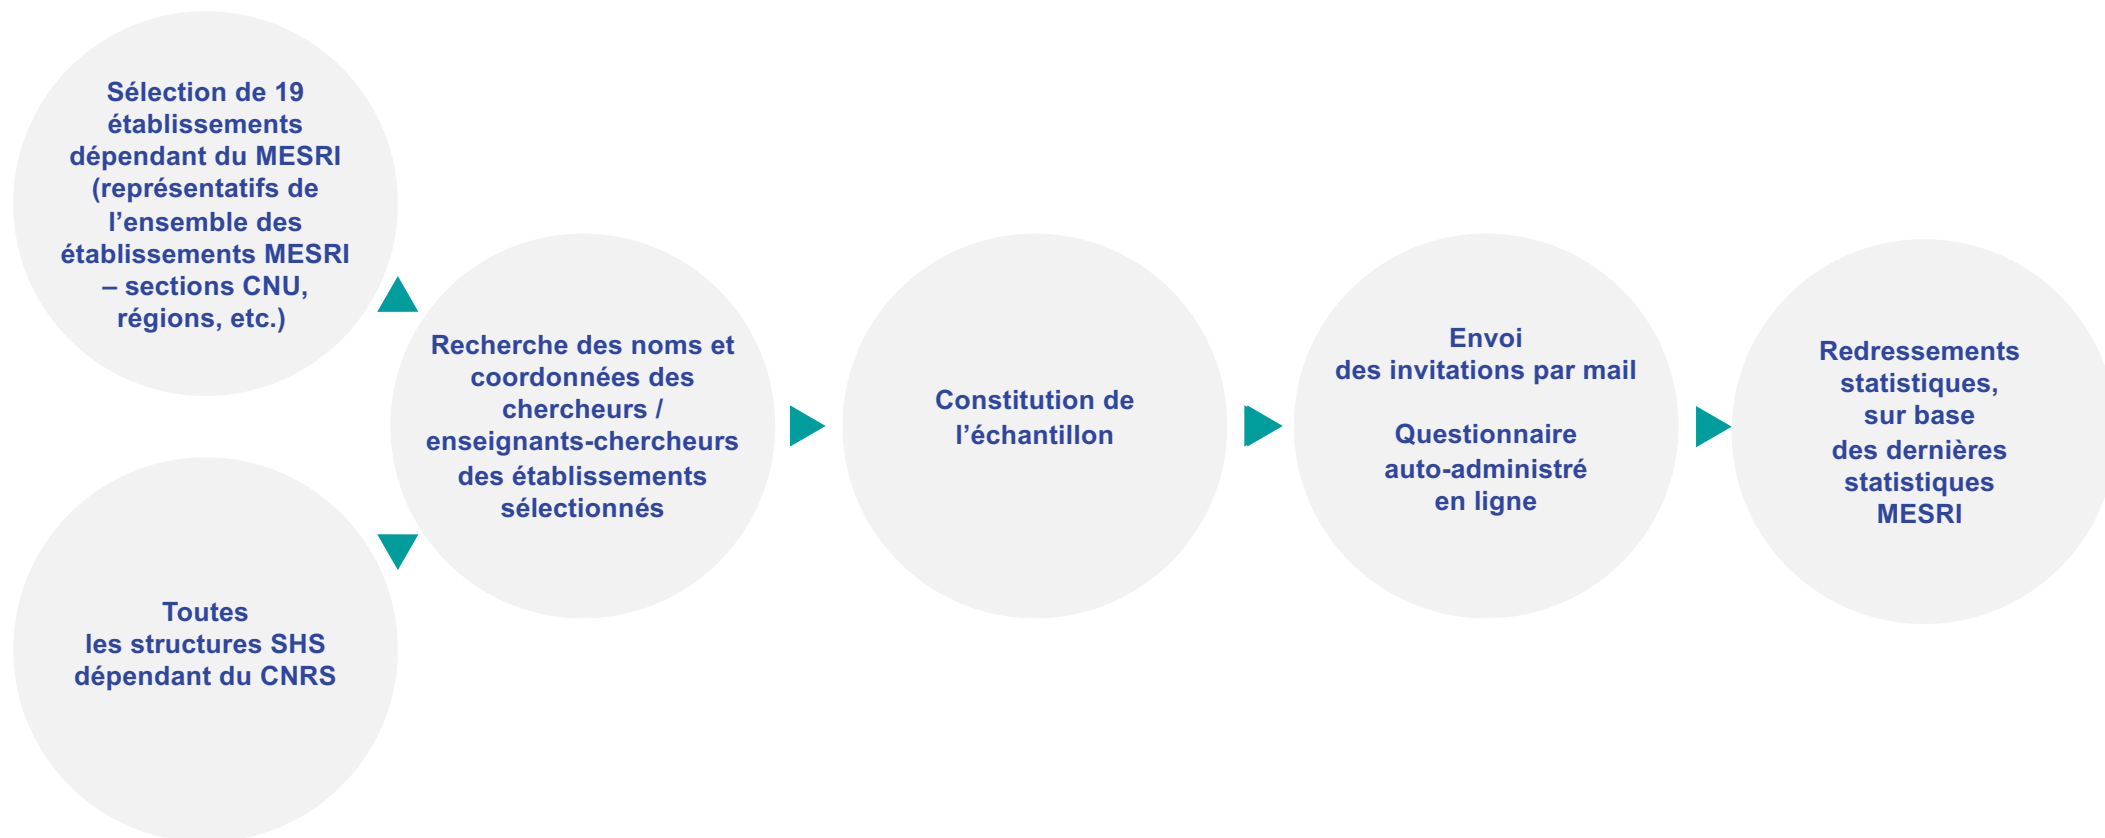 Sélection de 19
établissements
dépendant du MESRI
(représentatifs de
l’ensemble des
établissements MESRI
– sections CNU,
régions, etc.)
Toutes
les structures SHS
dépendant du CNRS
Recherche des noms et
coordonnées des
chercheurs /
enseignants-chercheurs
des établissements
sélectionnés
Constitution de
l’échantillon
Envoi
des invitations par mail
Questionnaire
auto-administré
en ligne
Redressements
statistiques,
sur base
des dernières
statistiques
MESRI